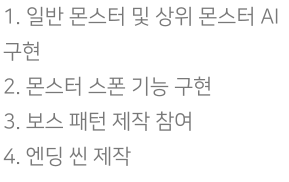 1. 일반 몬스터 및 상위 몬스터 AI
구현
2. 몬스터 스폰 기능 구현
3. 보스 패턴 제작 참여
4. 엔딩 씬 제작